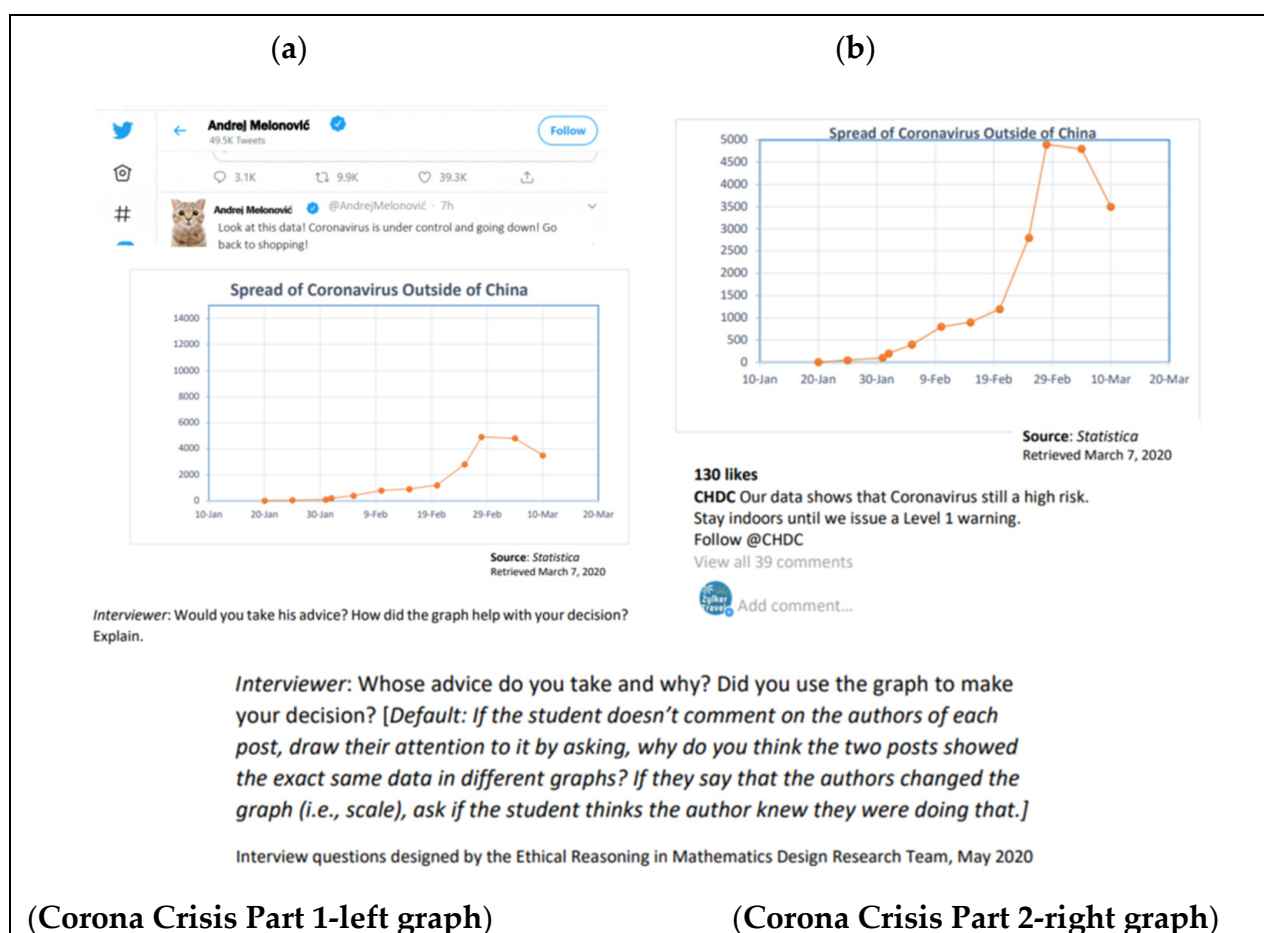 (a)
(b)
Andrej Melonović
49.5K Tweets
Follow
3.1K 9.9K 39.3K
#
Andrej Melonović @AndrejMelonović · 7h
Look at this data! Coronavirus is under control and going down! Go
back to shopping!
Spread of Coronavirus Outside of China
14000
12000
10000
8000
6000
4000
2000
0
10-Jan 20-Jan 30-Jan 9-Feb 19-Feb 29-Feb 10-Mar 20-Mar
Source: Statistica
Retrieved March 7, 2020
Interviewer: Would you take his advice? How did the graph help with your decision?
Explain.
Spread of Coronavirus Outside of China
5000
4500
4000
3500
3000
2500
2000
1500
1000
500
0
10-Jan 20-Jan 30-Jan 9-Feb 19-Feb 29-Feb 10-Mar 20-Mar
Source: Statistica
Retrieved March 7, 2020
130 likes
CHDC Our data shows that Coronavirus still a high risk.
Stay indoors until we issue a Level 1 warning.
Follow @CHDC
View all 39 comments
Zylker
Travel
Add comment...
Interviewer: Whose advice do you take and why? Did you use the graph to make
your decision? [Default: If the student doesn't comment on the authors of each
post, draw their attention to it by asking, why do you think the two posts showed
the exact same data in different graphs? If they say that the authors changed the
graph (i.e., scale), ask if the student thinks the author knew they were doing that.]
Interview questions designed by the Ethical Reasoning in Mathematics Design Research Team, May 2020
(Corona Crisis Part 1-left graph)
(Corona Crisis Part 2-right graph)